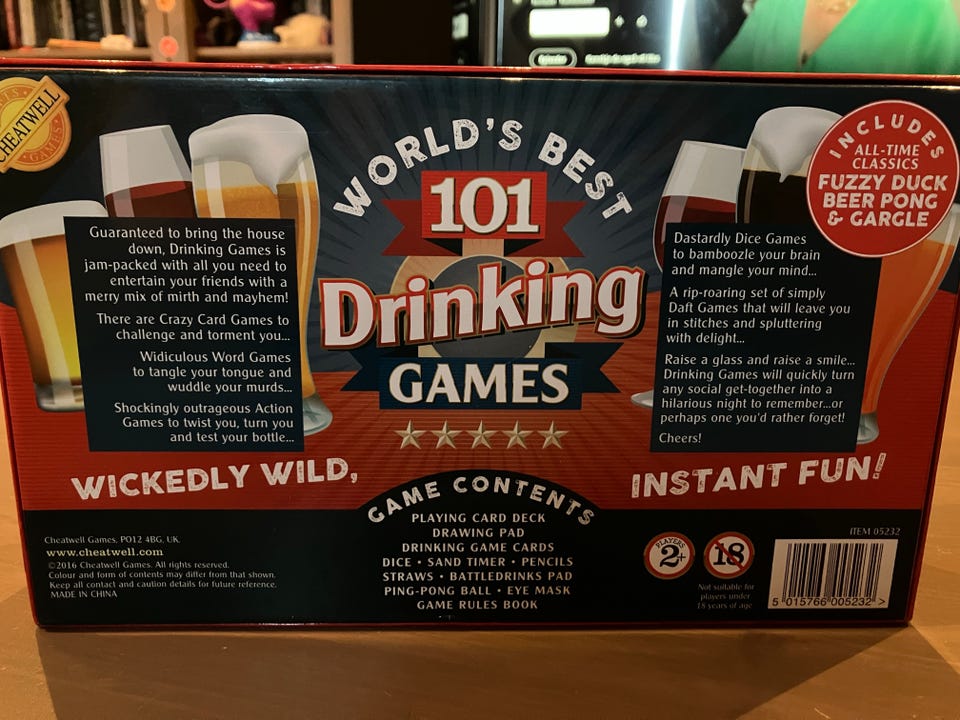 CHEATWELL
GAMES
WORLD'S BEST
101
Drinking
GAMES
INCLUDES
ALL-TIME
CLASSICS
FUZZY DUCK
BEER PONG
& GARGLE
Guaranteed to bring the house
down, Drinking Games is
jam-packed with all you need to
entertain your friends with a
merry mix of mirth and mayhem!
There are Crazy Card Games to
challenge and torment you...
Widiculous Word Games
to tangle your tongue and
wuddle your murds...
Shockingly outrageous Action
Games to twist you, turn you
and test your bottle...
Dastardly Dice Games
to bamboozle your brain
and mangle your mind...
A rip-roaring set of simply
Daft Games that will leave you
in stitches and spluttering
with delight...
Raise a glass and raise a smile...
Drinking Games will quickly turn
any social get-together into a
hilarious night to remember...or
perhaps one you'd rather forget!
Cheers!
WICKEDLY WILD,
INSTANT FUN!
GAME CONTENTS
PLAYING CARD DECK
DRAWING PAD
DRINKING GAME CARDS
DICE • SAND TIMER • PENCILS
STRAWS • BATTLEDRINKS PAD
PING-PONG BALL • EYE MASK
GAME RULES BOOK
Cheatwell Games, PO12 4BG, UK.
www.cheatwell.com
©2016 Cheatwell Games. All rights reserved.
Colour and form of contents may differ from that shown.
Keep all contact and caution details for future reference.
MADE IN CHINA
PLAYERS
2+
18
Not suitable for
players under
18 years of age
ITEM 05232
5 015766 005232 >